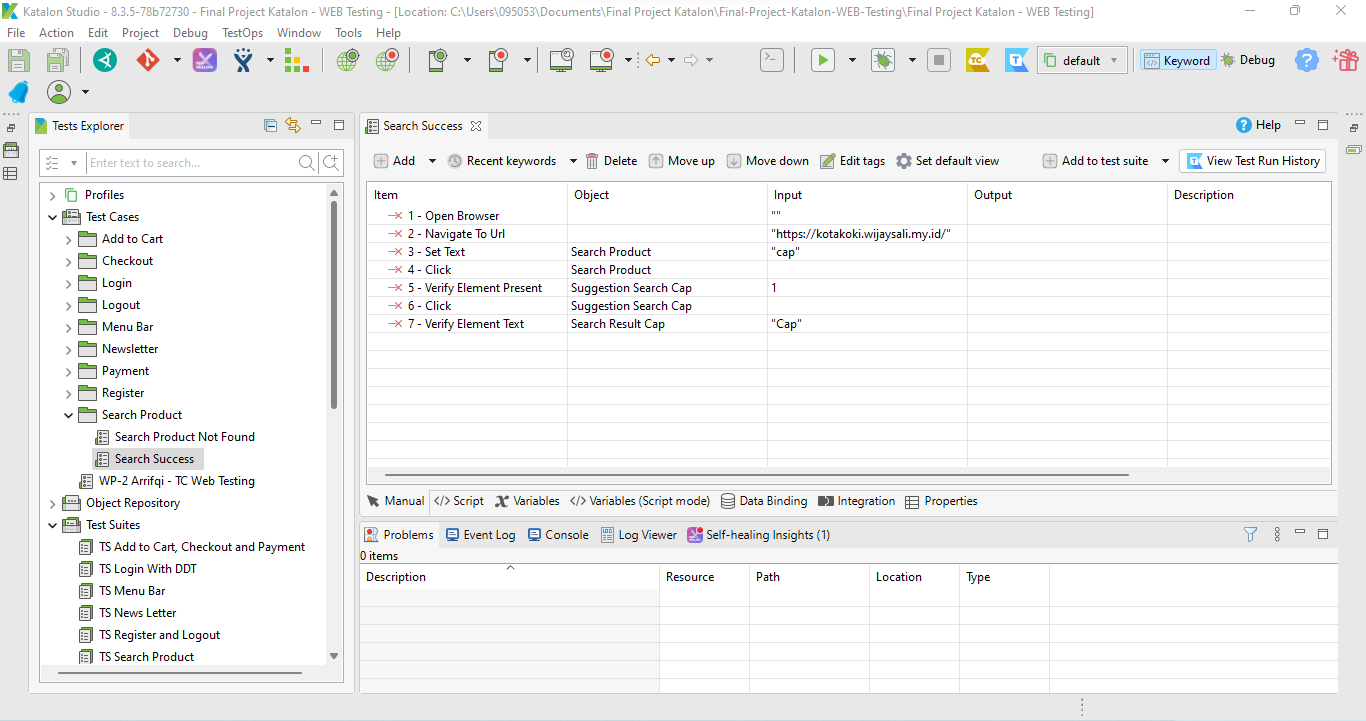 Katalon Studio - 8.3.5-78b72730 - Final Project Katalon - WEB Testing - [Location: C:\Users\095053\Documents\Final Project Katalon\Final-Project-Katalon-WEB-Testing\Final Project Katalon - WEB Testing]
File Action Edit Project Debug TestOps Window Tools Help
default Keyword Debug
Tests Explorer
Enter text to search...
Profiles
Test Cases
Add to Cart
Checkout
Login
Logout
Menu Bar
Newsletter
Payment
Register
Search Product
Search Product Not Found
Search Success
WP-2 Arrifqi - TC Web Testing
Object Repository
Test Suites
TS Add to Cart, Checkout and Payment
TS Login With DDT
TS Menu Bar
TS News Letter
TS Register and Logout
TS Search Product
Search Success Help
Add Recent keywords Delete Move up Move down Edit tags Set default view Add to test suite View Test Run History
Item Object Input Output Description
1 - Open Browser ""
2 - Navigate To Url "https://kotakoki.wijaysali.my.id/"
3 - Set Text Search Product "cap"
4 - Click Search Product
5 - Verify Element Present Suggestion Search Cap 1
6 - Click Suggestion Search Cap
7 - Verify Element Text Search Result Cap "Cap"
Manual </> Script Variables </> Variables (Script mode) Data Binding Integration Properties
Problems Event Log Console Log Viewer Self-healing Insights (1)
0 items
Description Resource Path Location Type